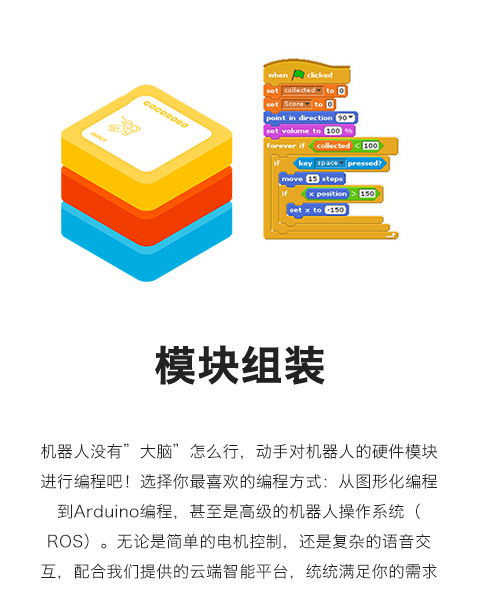 COCOROBO
when clicked
set collected to 0
set Score to 0
point in direction 90
set volume to 100 %
forever if collected < 100
if key space pressed?
move 15 steps
if x position > 150
set x to -150
模块组装
机器人没有”大脑”怎么行，动手对机器人的硬件模块
进行编程吧！选择你最喜欢的编程方式：从图形化编程
到Arduino编程，甚至是高级的机器人操作系统（
ROS）。无论是简单的电机控制，还是复杂的语音交
互，配合我们提供的云端智能平台，统统满足你的需求